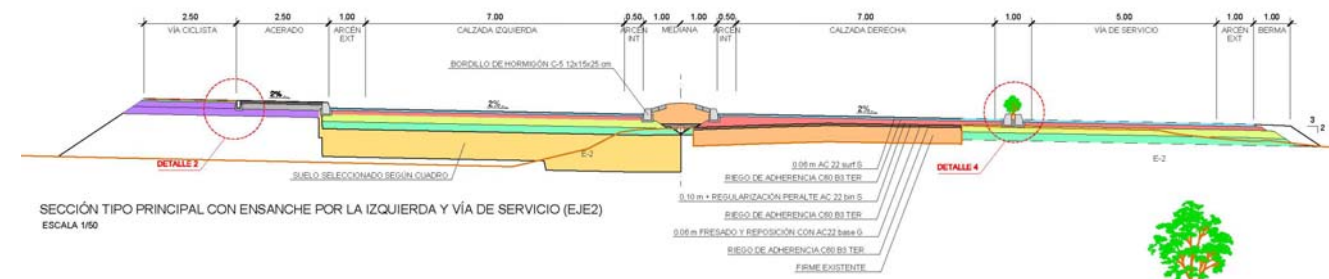 2.50 2.50 1.00 7.00 0.50 1.00 1.00 0.50 7.00 1.00 5.00 1.00 1.00
VÍA CICLISTA ACERADO ARCÉN EXT CALZADA IZQUIERDA ARCÉN INT MEDIANA ARCÉN INT CALZADA DERECHA VÍA DE SERVICIO ARCÉN EXT BERMA
BORDILLO DE HORMIGÓN C-5 12x15x25 cm
2% 2% 2%
3
2
DETALLE 2
E-2
DETALLE 4
E-2
SUELO SELECCIONADO SEGÚN CUADRO
0.06 m AC 22 surf S
RIEGO DE ADHERENCIA C60 B3 TER
0.10 m + REGULARIZACIÓN PERALTE AC 22 bin S
RIEGO DE ADHERENCIA C60 B3 TER
0.06 m FRESADO Y REPOSICIÓN CON AC22 base G
RIEGO DE ADHERENCIA C60 B3 TER
FIRME EXISTENTE
SECCIÓN TIPO PRINCIPAL CON ENSANCHE POR LA IZQUIERDA Y VÍA DE SERVICIO (EJE2)
ESCALA 1/50